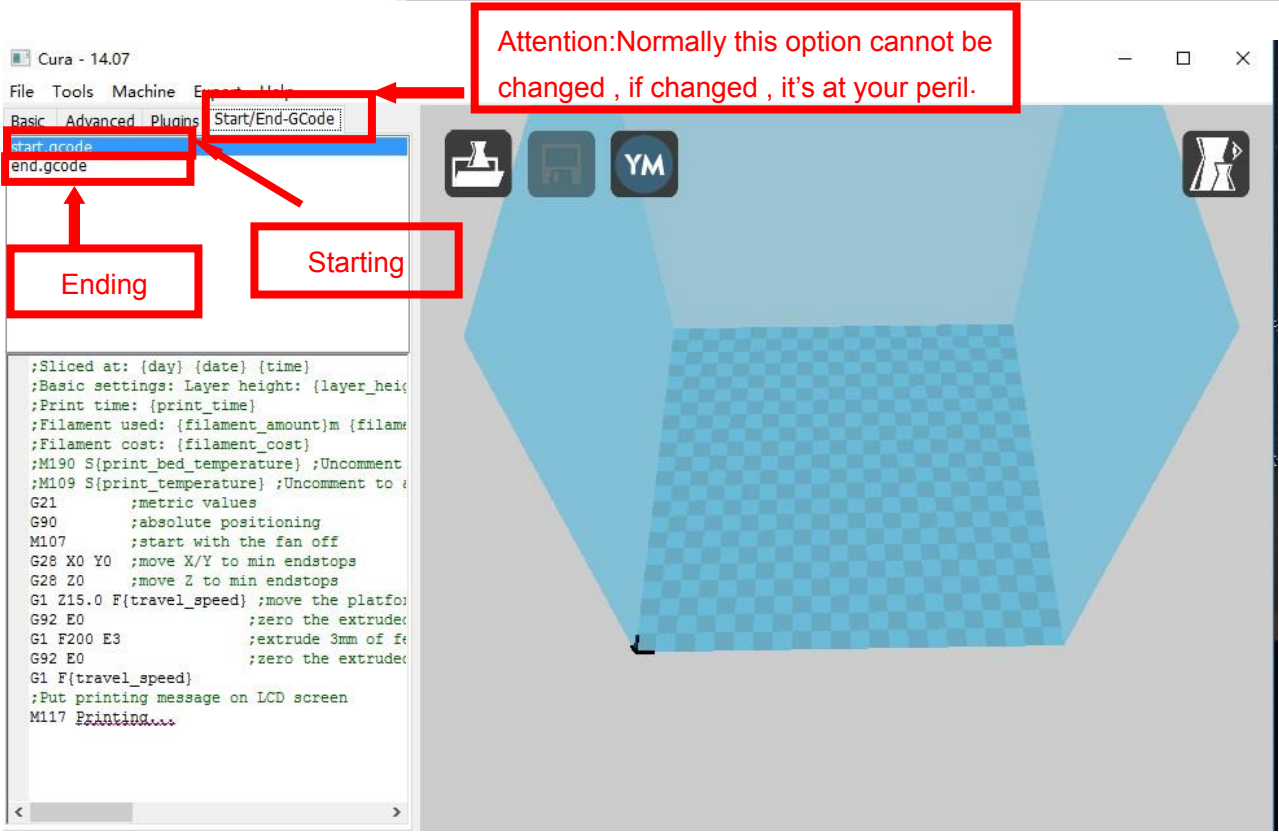 Attention:Normally this option cannot be
changed , if changed , it's at your peril.
Cura - 14.07
File Tools Machine Export Help
Basic Advanced Plugins Start/End-GCode
start.gcode
end.gcode
YM
Starting
Ending
;Sliced at: {day} {date} {time}
;Basic settings: Layer height: {layer_heig
;Print time: {print_time}
;Filament used: {filament_amount}m {filame
;Filament cost: {filament_cost}
;M190 S{print_bed_temperature} ;Uncomment
;M109 S{print_temperature} ;Uncomment to a
G21 ;metric values
G90 ;absolute positioning
M107 ;start with the fan off
G28 X0 Y0 ;move X/Y to min endstops
G28 Z0 ;move Z to min endstops
G1 Z15.0 F{travel_speed} ;move the platfor
G92 E0 ;zero the extruded
G1 F200 E3 ;extrude 3mm of fe
G92 E0 ;zero the extruded
G1 F{travel_speed}
;Put printing message on LCD screen
M117 Printing...